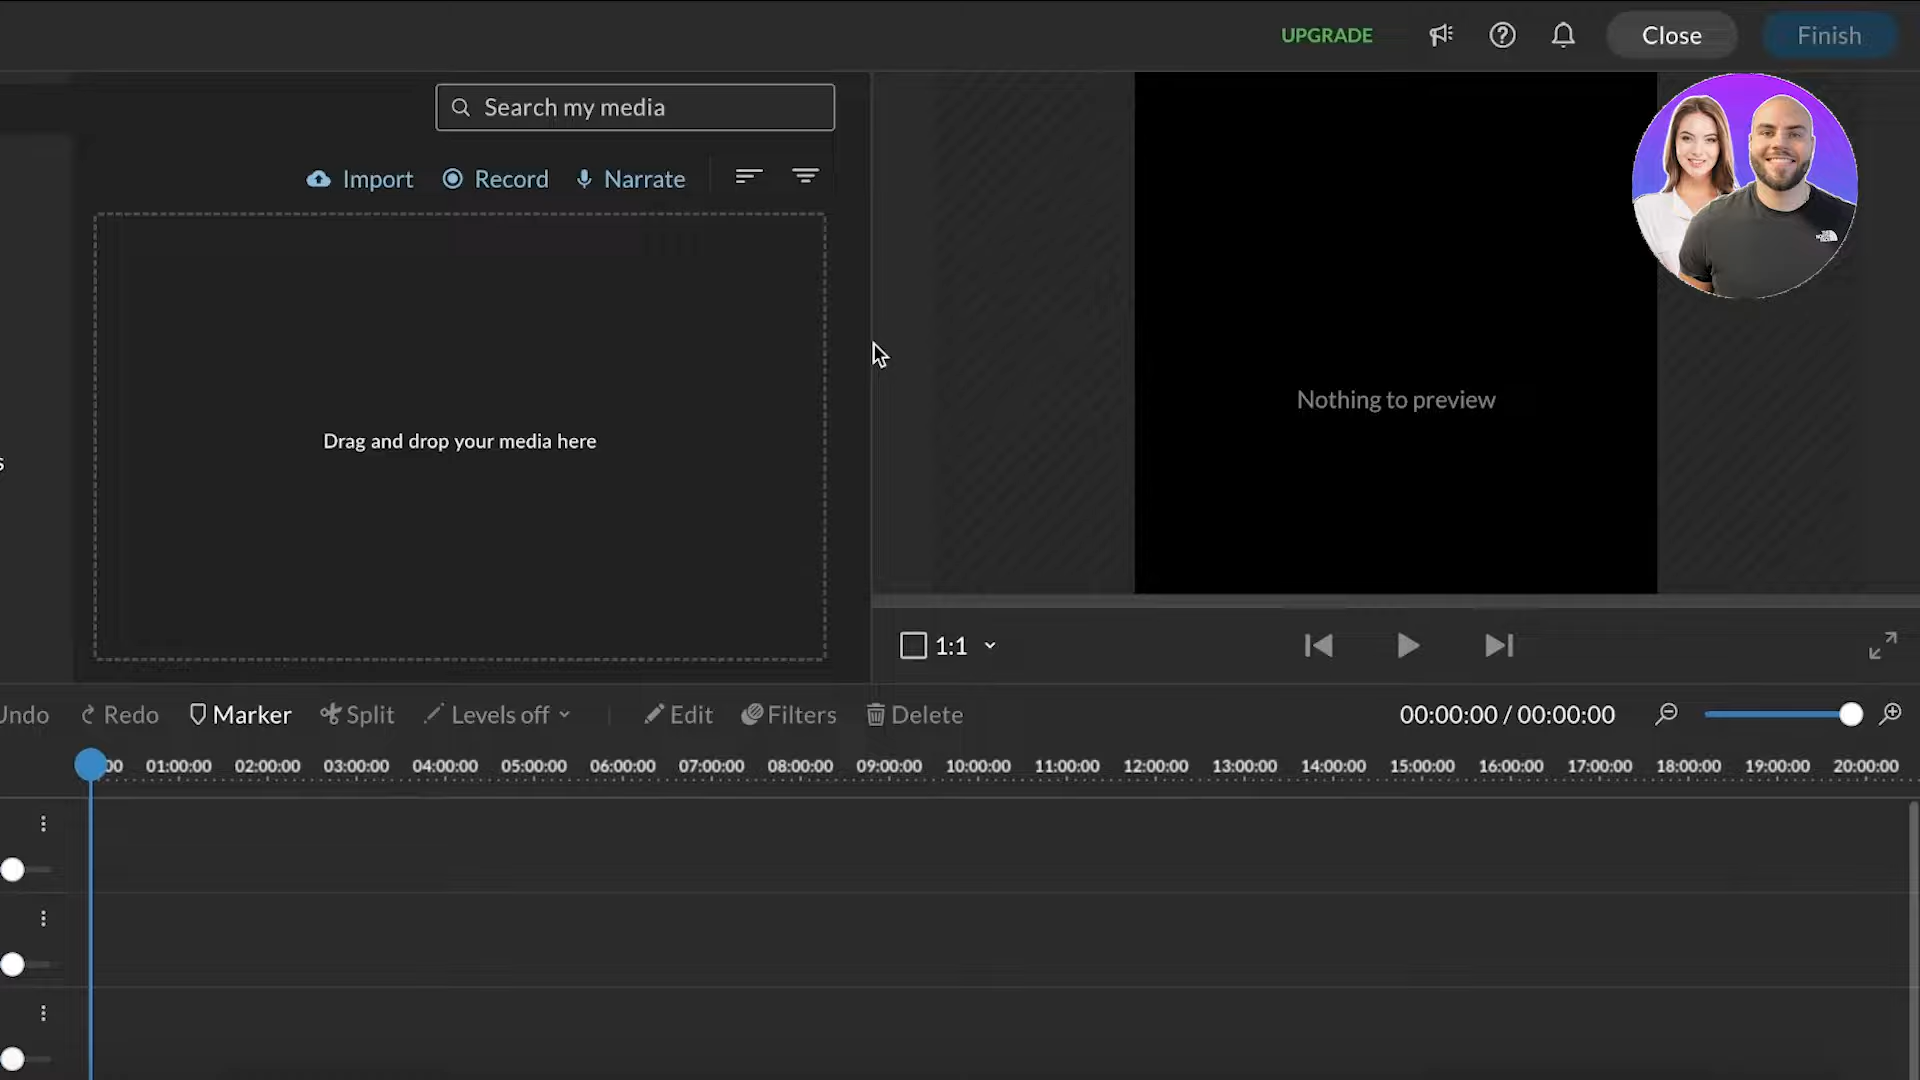 UPGRADE
Close
Finish
Search my media
Import
Record
Narrate
Drag and drop your media here
s
Nothing to preview
1:1
Undo
Redo
Marker
Split
Levels off
Edit
Filters
Delete
00:00:00 / 00:00:00
00 01:00:00 02:00:00 03:00:00 04:00:00 05:00:00 06:00:00 07:00:00 08:00:00 09:00:00 10:00:00 11:00:00 12:00:00 13:00:00 14:00:00 15:00:00 16:00:00 17:00:00 18:00:00 19:00:00 20:00:00